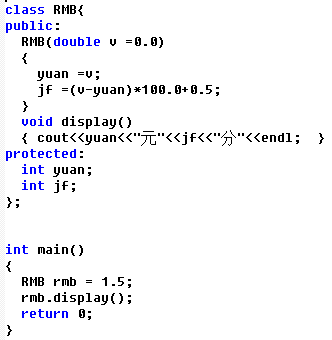 class RMB{
public:
  RMB(double v =0.0)
  {
    yuan =v;
    jf =(v-yuan)*100.0+0.5;
  }
  void display()
  { cout<<yuan<<"元"<<jf<<"分"<<endl;  }
protected:
  int yuan;
  int jf;
};
int main()
{
  RMB rmb = 1.5;
  rmb.display();
  return 0;
}